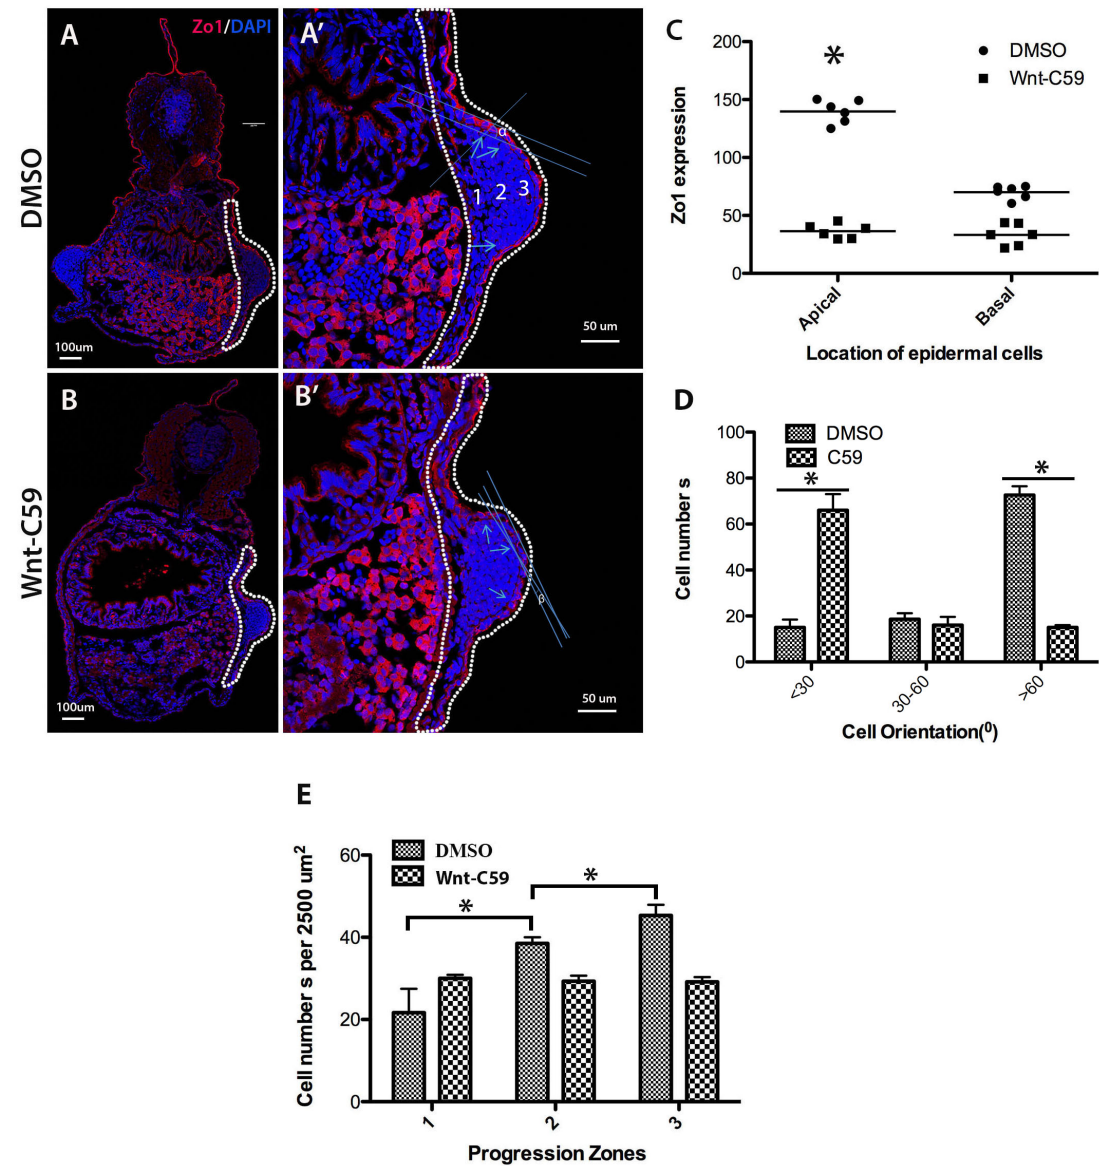 A
Zo1/DAPI
DMSO
100um
A′
α
1 2 3
50 um
B
Wnt-C59
100um
B′
β
50 um
C
Zo1 expression
200
150
100
50
0
*
DMSO
Wnt-C59
Apical
Basal
Location of epidermal cells
D
Cell number s
100
80
60
40
20
0
DMSO
C59
*
*
<30
30-60
>60
Cell Orientation(⁰)
E
Cell number s per 2500 um²
60
40
20
0
DMSO
Wnt-C59
*
*
1
2
3
Progression Zones